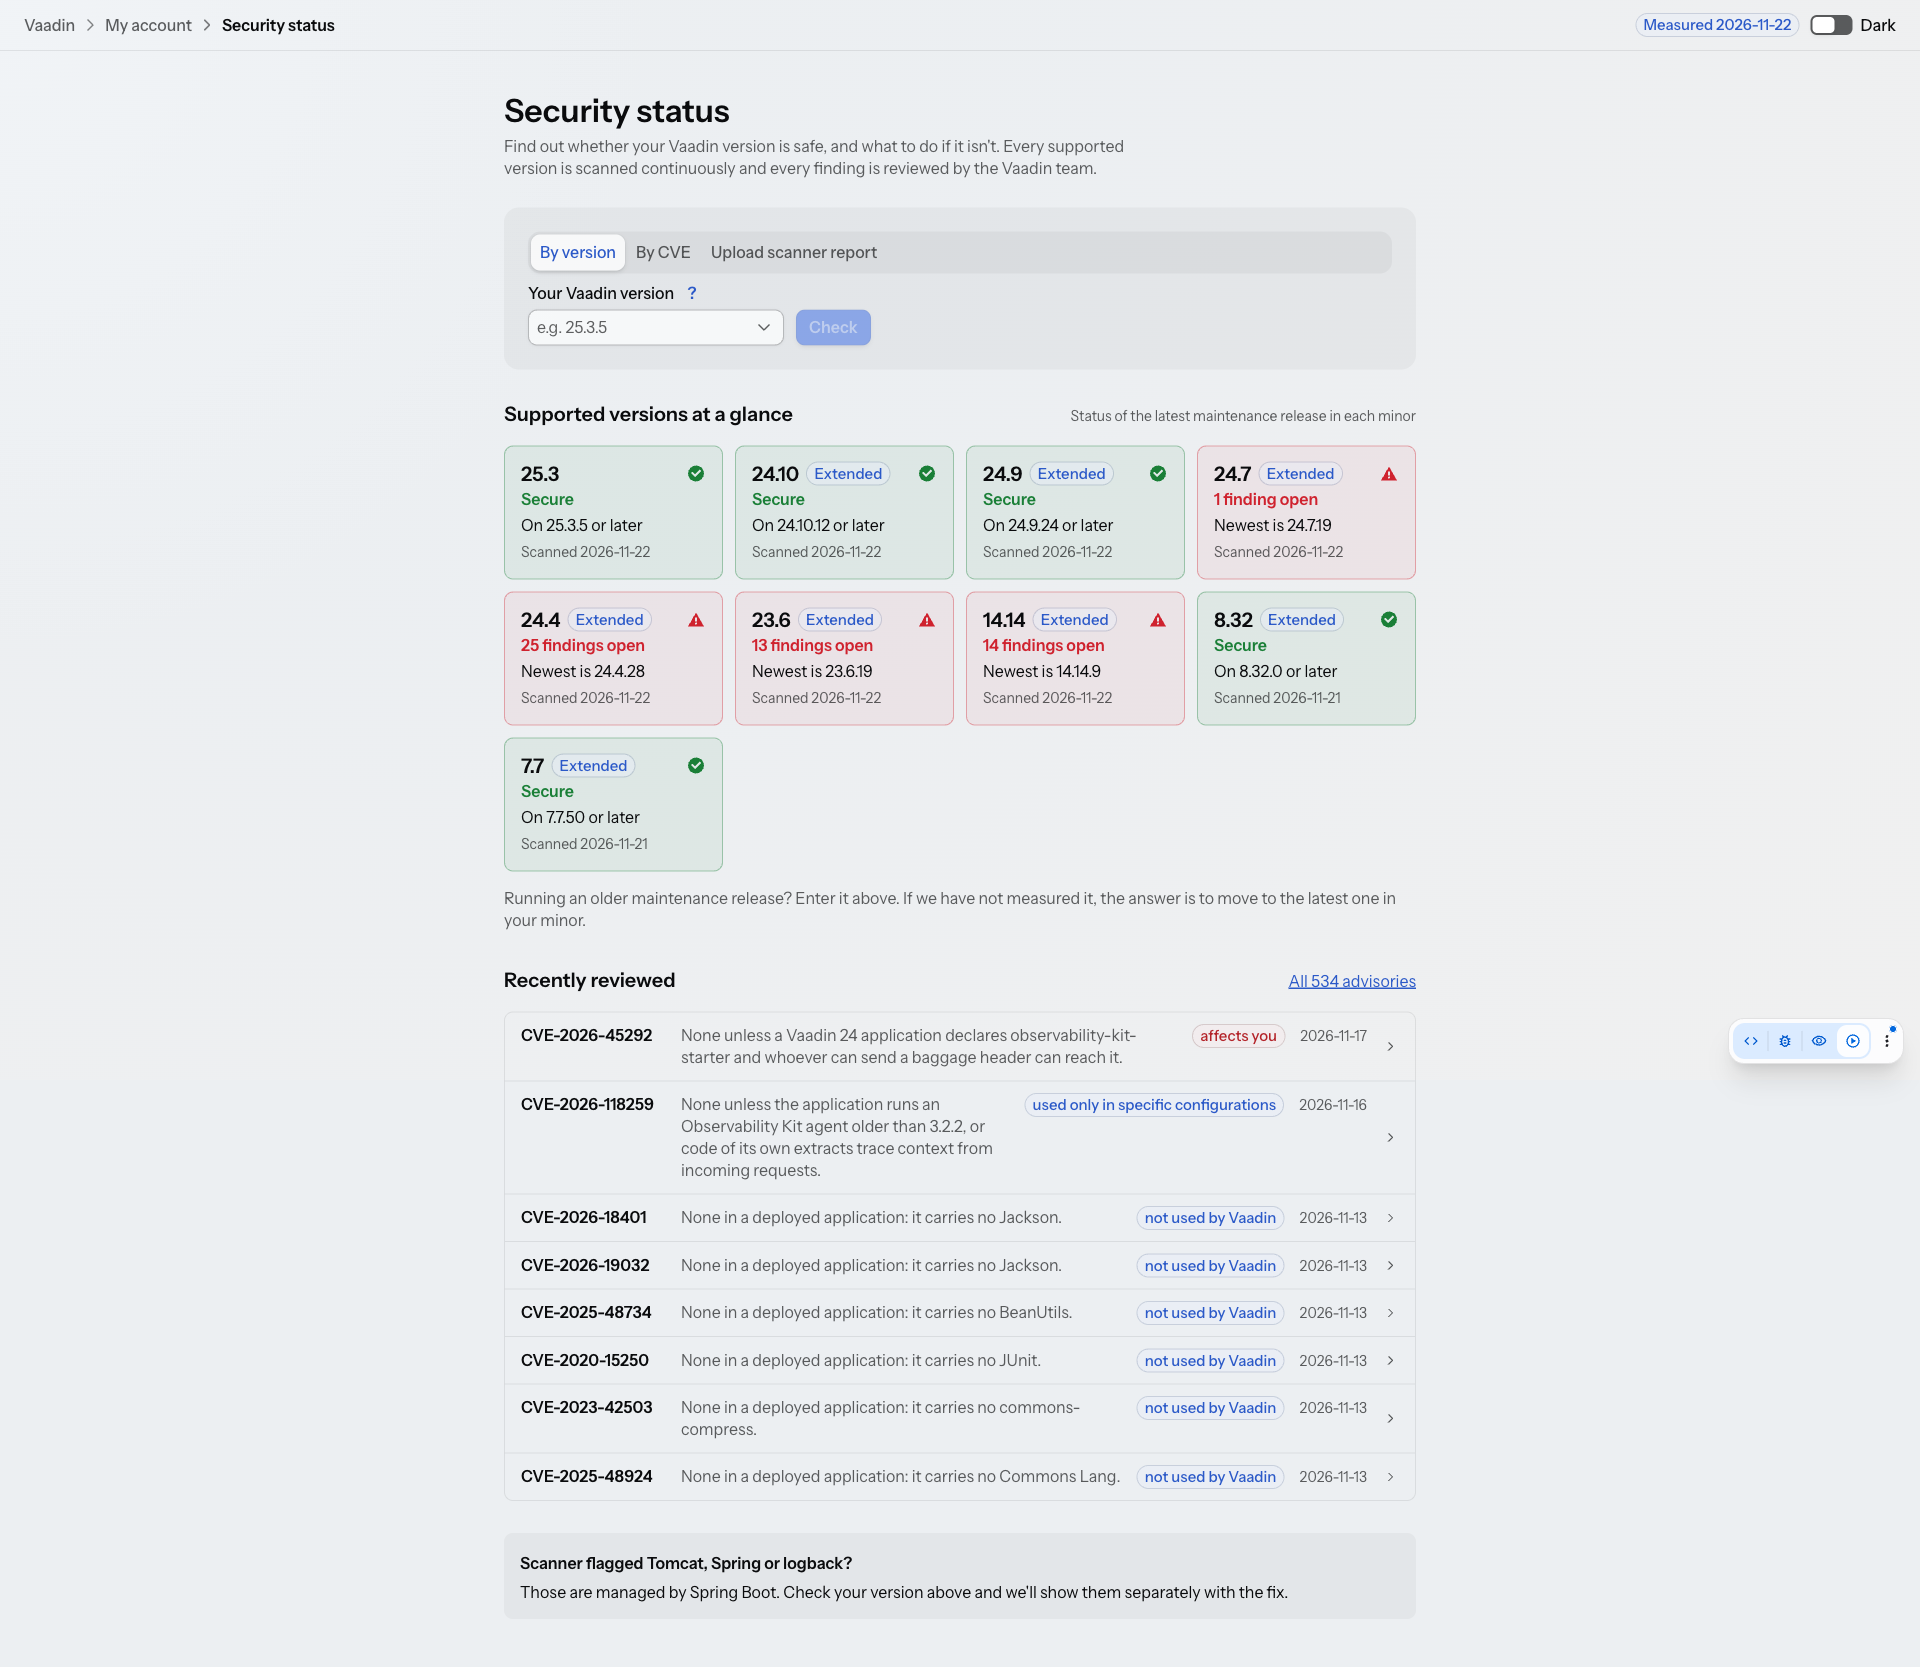 Vaadin > My account > Security status
Measured 2026-11-22
Dark
Security status
Find out whether your Vaadin version is safe, and what to do if it isn't. Every supported
version is scanned continuously and every finding is reviewed by the Vaadin team.
By version
By CVE
Upload scanner report
Your Vaadin version ?
e.g. 25.3.5
Check
Supported versions at a glance
Status of the latest maintenance release in each minor
25.3
Secure
On 25.3.5 or later
Scanned 2026-11-22
24.10 Extended
Secure
On 24.10.12 or later
Scanned 2026-11-22
24.9 Extended
Secure
On 24.9.24 or later
Scanned 2026-11-22
24.7 Extended
1 finding open
Newest is 24.7.19
Scanned 2026-11-22
24.4 Extended
25 findings open
Newest is 24.4.28
Scanned 2026-11-22
23.6 Extended
13 findings open
Newest is 23.6.19
Scanned 2026-11-22
14.14 Extended
14 findings open
Newest is 14.14.9
Scanned 2026-11-22
8.32 Extended
Secure
On 8.32.0 or later
Scanned 2026-11-21
7.7 Extended
Secure
On 7.7.50 or later
Scanned 2026-11-21
Running an older maintenance release? Enter it above. If we have not measured it, the answer is to move to the latest one in
your minor.
Recently reviewed
All 534 advisories
CVE-2026-45292
None unless a Vaadin 24 application declares observability-kit-
starter and whoever can send a baggage header can reach it.
affects you
2026-11-17
CVE-2026-118259
None unless the application runs an
Observability Kit agent older than 3.2.2, or
code of its own extracts trace context from
incoming requests.
used only in specific configurations
2026-11-16
CVE-2026-18401
None in a deployed application: it carries no Jackson.
not used by Vaadin
2026-11-13
CVE-2026-19032
None in a deployed application: it carries no Jackson.
not used by Vaadin
2026-11-13
CVE-2025-48734
None in a deployed application: it carries no BeanUtils.
not used by Vaadin
2026-11-13
CVE-2020-15250
None in a deployed application: it carries no JUnit.
not used by Vaadin
2026-11-13
CVE-2023-42503
None in a deployed application: it carries no commons-
compress.
not used by Vaadin
2026-11-13
CVE-2025-48924
None in a deployed application: it carries no Commons Lang.
not used by Vaadin
2026-11-13
Scanner flagged Tomcat, Spring or logback?
Those are managed by Spring Boot. Check your version above and we'll show them separately with the fix.